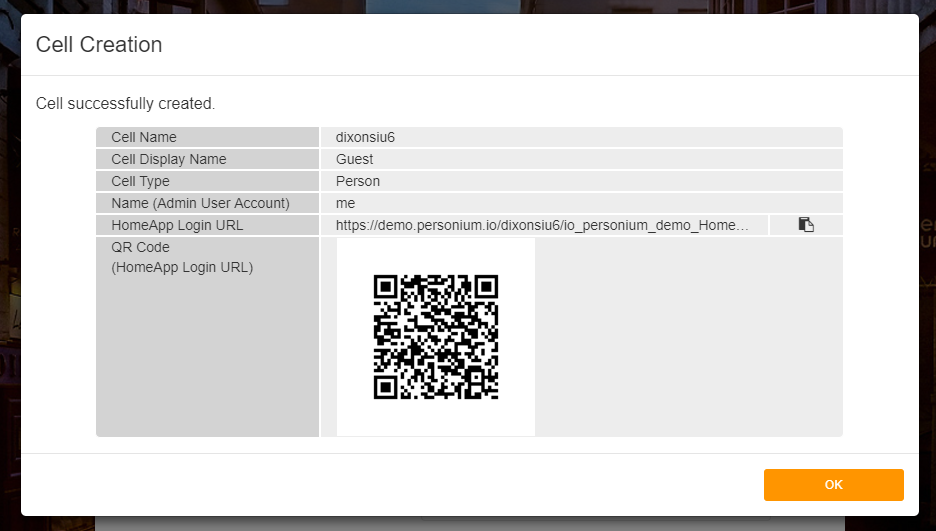 Cell Creation
Cell successfully created.
Cell Name
dixonsiu6
Cell Display Name
Guest
Cell Type
Person
Name (Admin User Account)
me
HomeApp Login URL
https://demo.personium.io/dixonsiu6/io_personium_demo_Home...
QR Code
(HomeApp Login URL)
OK